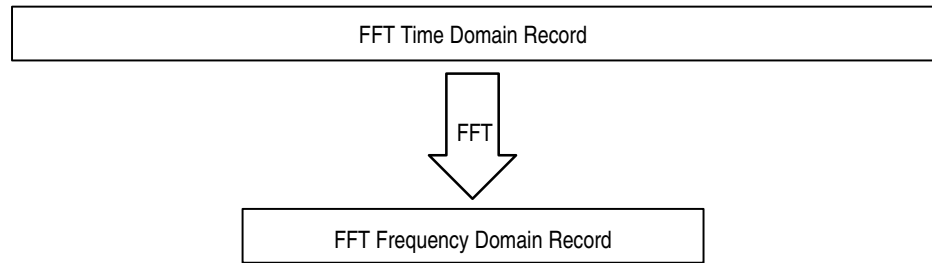 FFT Time Domain Record
FFT
FFT Frequency Domain Record